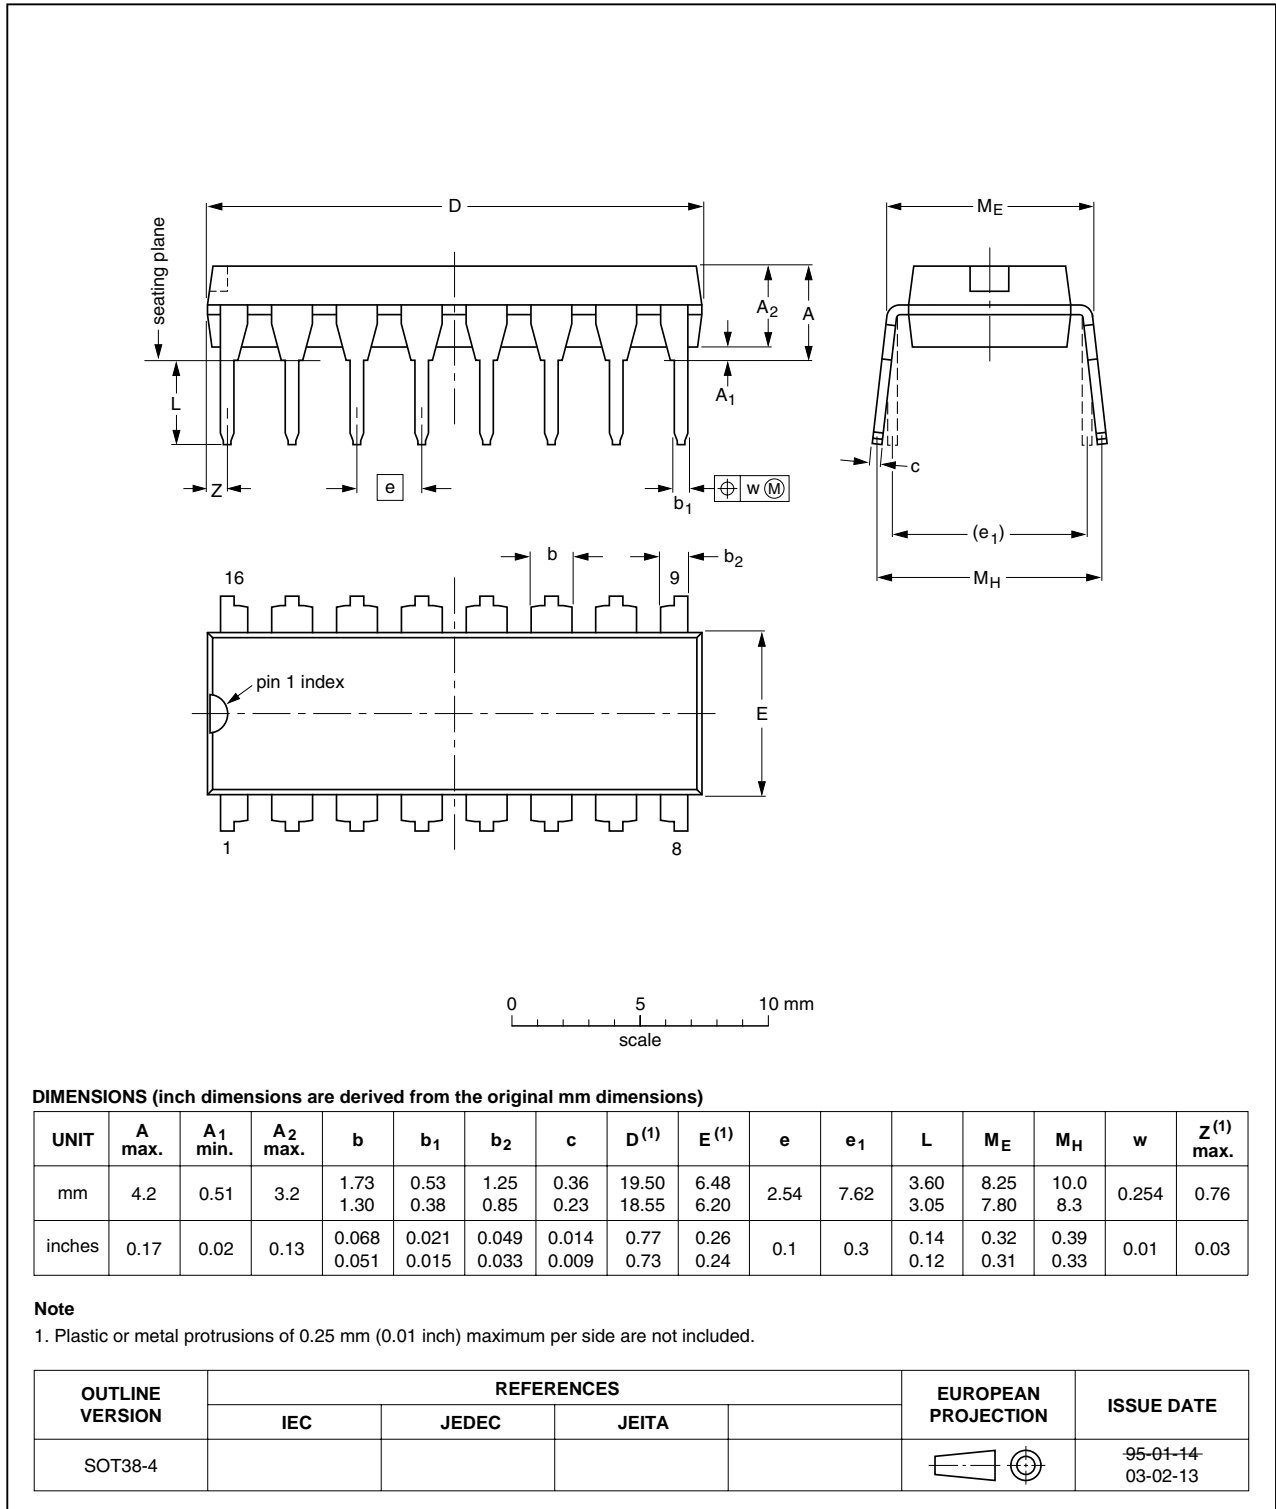 D
M_E
seating plane
A_2
A
A_1
L
Z
e
b_1
w M
c
(e_1)
M_H
b
b_2
16
9
pin 1 index
E
1
8
0
5
10 mm
scale
DIMENSIONS (inch dimensions are derived from the original mm dimensions)
UNIT A max. A1 min. A2 max. b b1 b2 c D(1) E(1) e e1 L ME MH w Z(1) max.
mm 4.2 0.51 3.2 1.73 1.30 0.53 0.38 1.25 0.85 0.36 0.23 19.50 18.55 6.48 6.20 2.54 7.62 3.60 3.05 8.25 7.80 10.0 8.3 0.254 0.76
inches 0.17 0.02 0.13 0.068 0.051 0.021 0.015 0.049 0.033 0.014 0.009 0.77 0.73 0.26 0.24 0.1 0.3 0.14 0.12 0.32 0.31 0.39 0.33 0.01 0.03
Note
1. Plastic or metal protrusions of 0.25 mm (0.01 inch) maximum per side are not included.
OUTLINE VERSION
REFERENCES
EUROPEAN PROJECTION
ISSUE DATE
IEC JEDEC JEITA
SOT38-4
95-01-14
03-02-13